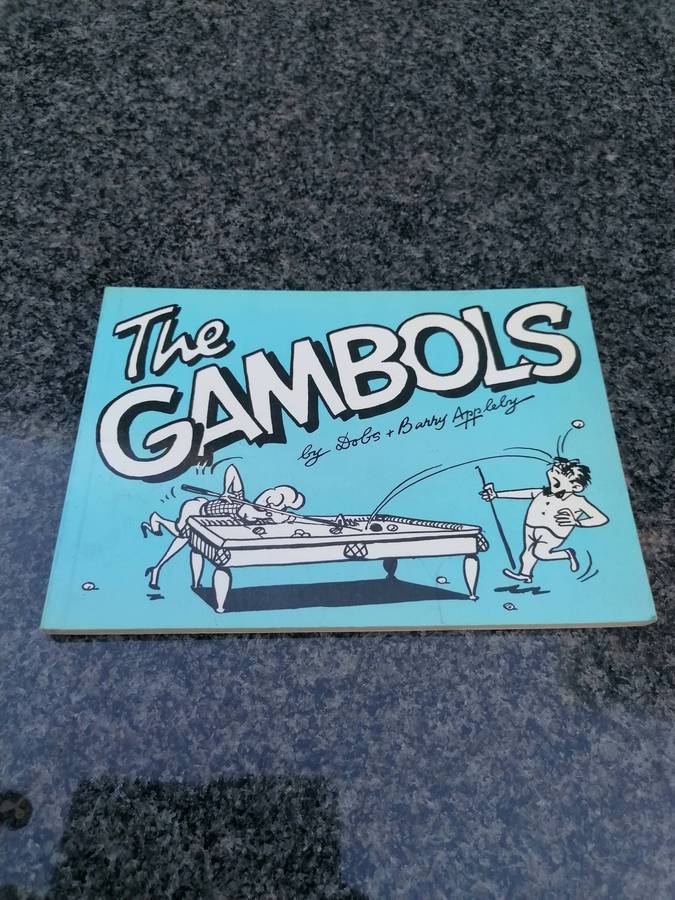 The
GAMBOLS
by Dobs + Barry Appleby